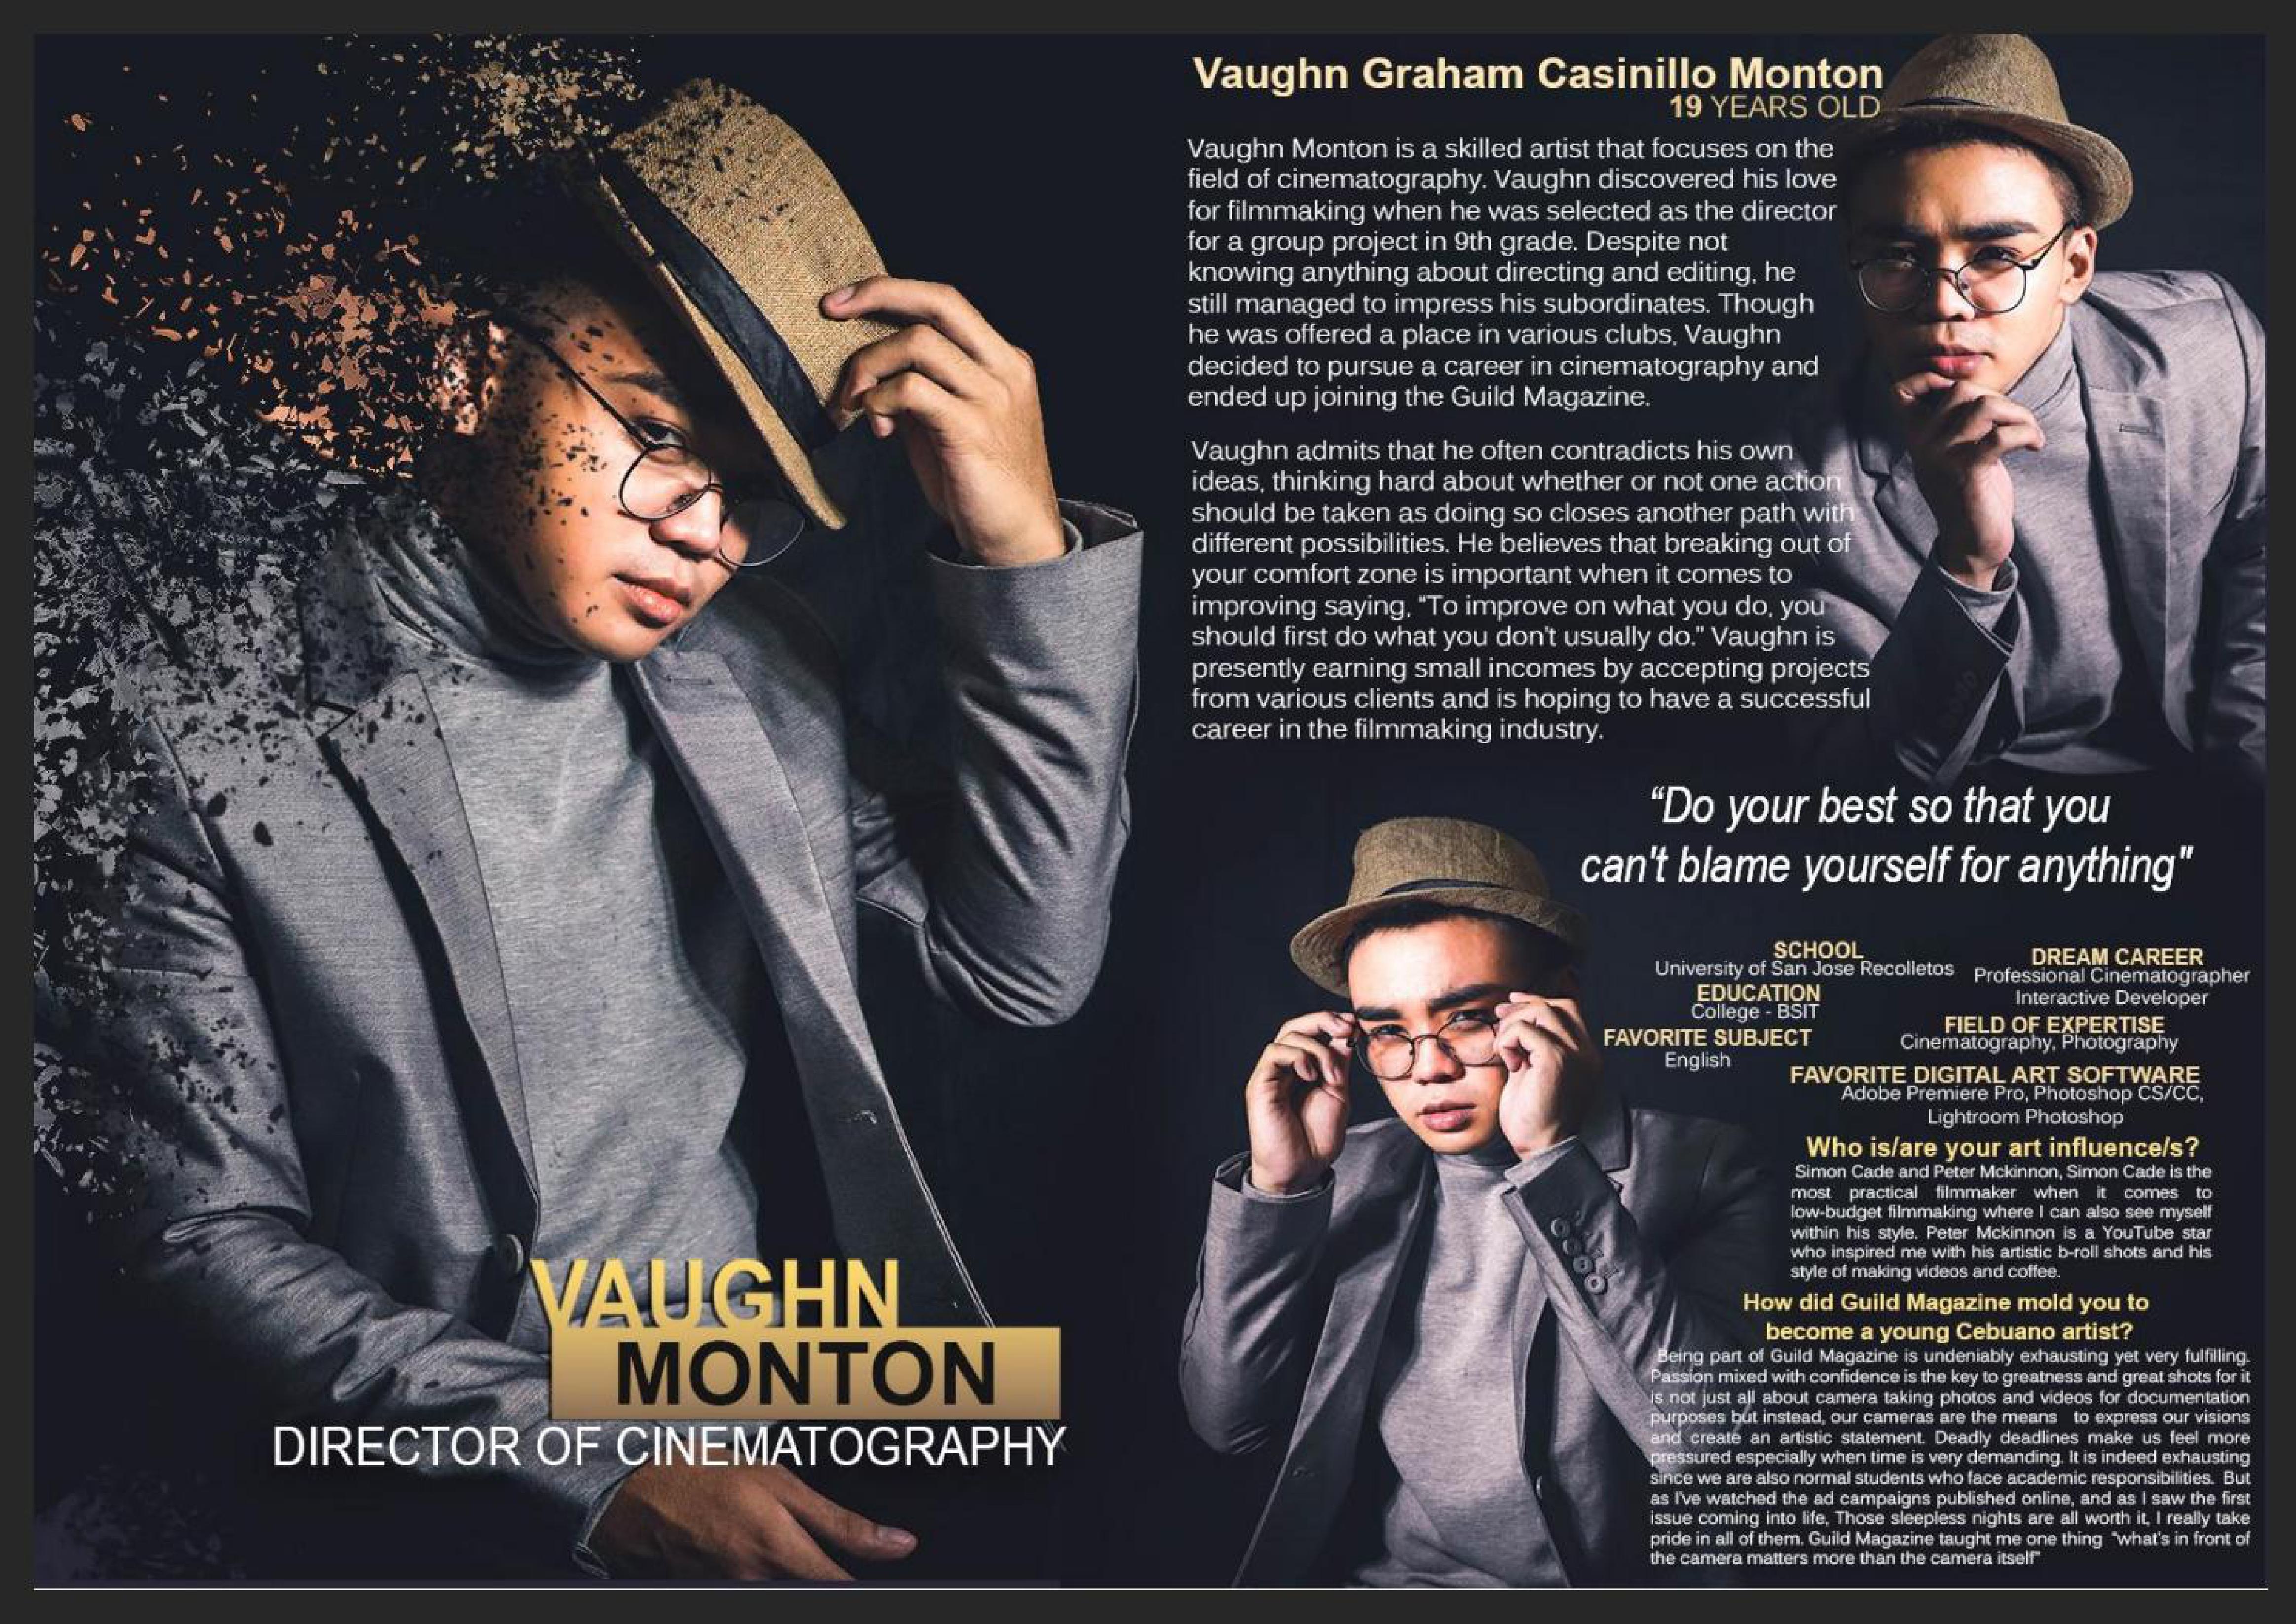 VAUGHN
MONTON
DIRECTOR OF CINEMATOGRAPHY
Vaughn Graham Casinillo Monton
19 YEARS OLD
Vaughn Monton is a skilled artist that focuses on the
field of cinematography. Vaughn discovered his love
for filmmaking when he was selected as the director
for a group project in 9th grade. Despite not
knowing anything about directing and editing, he
still managed to impress his subordinates. Though
he was offered a place in various clubs, Vaughn
decided to pursue a career in cinematography and
ended up joining the Guild Magazine.
Vaughn admits that he often contradicts his own
ideas, thinking hard about whether or not one action
should be taken as doing so closes another path with
different possibilities. He believes that breaking out of
your comfort zone is important when it comes to
improving saying, “To improve on what you do, you
should first do what you don't usually do.” Vaughn is
presently earning small incomes by accepting projects
from various clients and is hoping to have a successful
career in the filmmaking industry.
“Do your best so that you
can't blame yourself for anything"
SCHOOL
University of San Jose Recolletos
EDUCATION
College - BSIT
FAVORITE SUBJECT
English
DREAM CAREER
Professional Cinematographer
Interactive Developer
FIELD OF EXPERTISE
Cinematography, Photography
FAVORITE DIGITAL ART SOFTWARE
Adobe Premiere Pro, Photoshop CS/CC,
Lightroom Photoshop
Who is/are your art influence/s?
Simon Cade and Peter Mckinnon, Simon Cade is the
most practical filmmaker when it comes to
low-budget filmmaking where I can also see myself
within his style. Peter Mckinnon is a YouTube star
who inspired me with his artistic b-roll shots and his
style of making videos and coffee.
How did Guild Magazine mold you to
become a young Cebuano artist?
Being part of Guild Magazine is undeniably exhausting yet very fulfilling.
Passion mixed with confidence is the key to greatness and great shots for it
is not just all about camera taking photos and videos for documentation
purposes but instead, our cameras are the means to express our visions
and create an artistic statement. Deadly deadlines make us feel more
pressured especially when time is very demanding. It is indeed exhausting
since we are also normal students who face academic responsibilities. But
as I've watched the ad campaigns published online, and as I saw the first
issue coming into life, Those sleepless nights are all worth it, I really take
pride in all of them. Guild Magazine taught me one thing “what's in front of
the camera matters more than the camera itself”